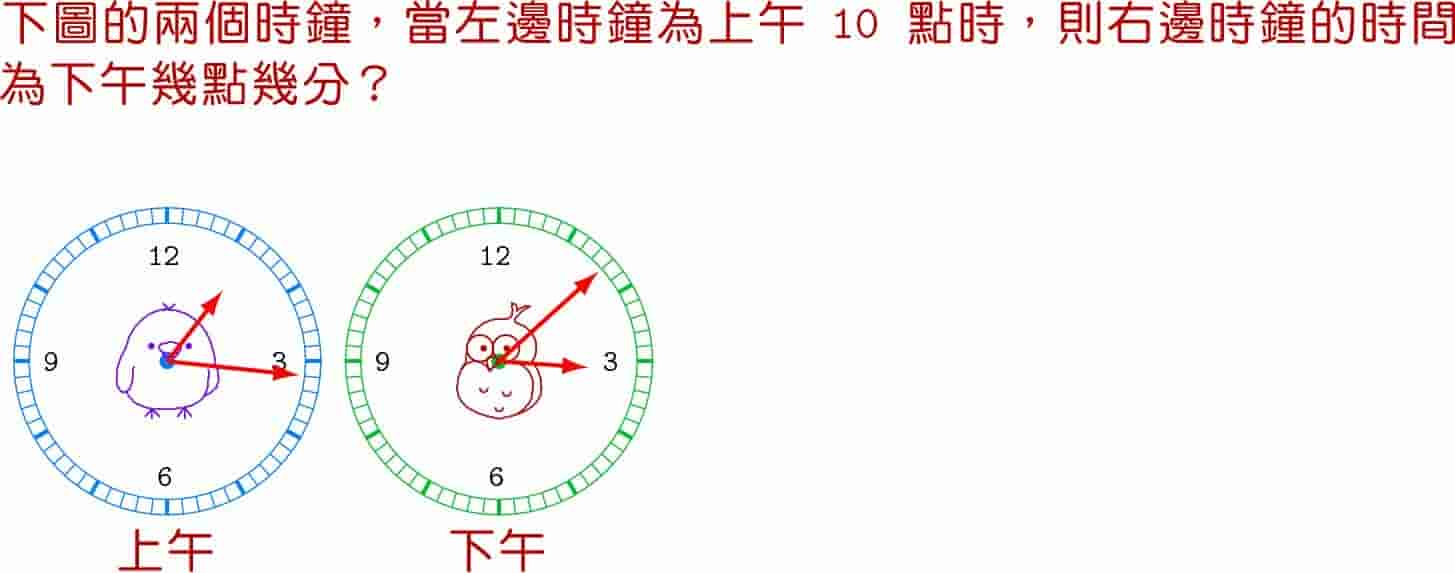 下圖的兩個時鐘，當左邊時鐘為上午 10 點時，則右邊時鐘的時間
為下午幾點幾分？
12 12
9 3 9 3
6 6
上午 下午